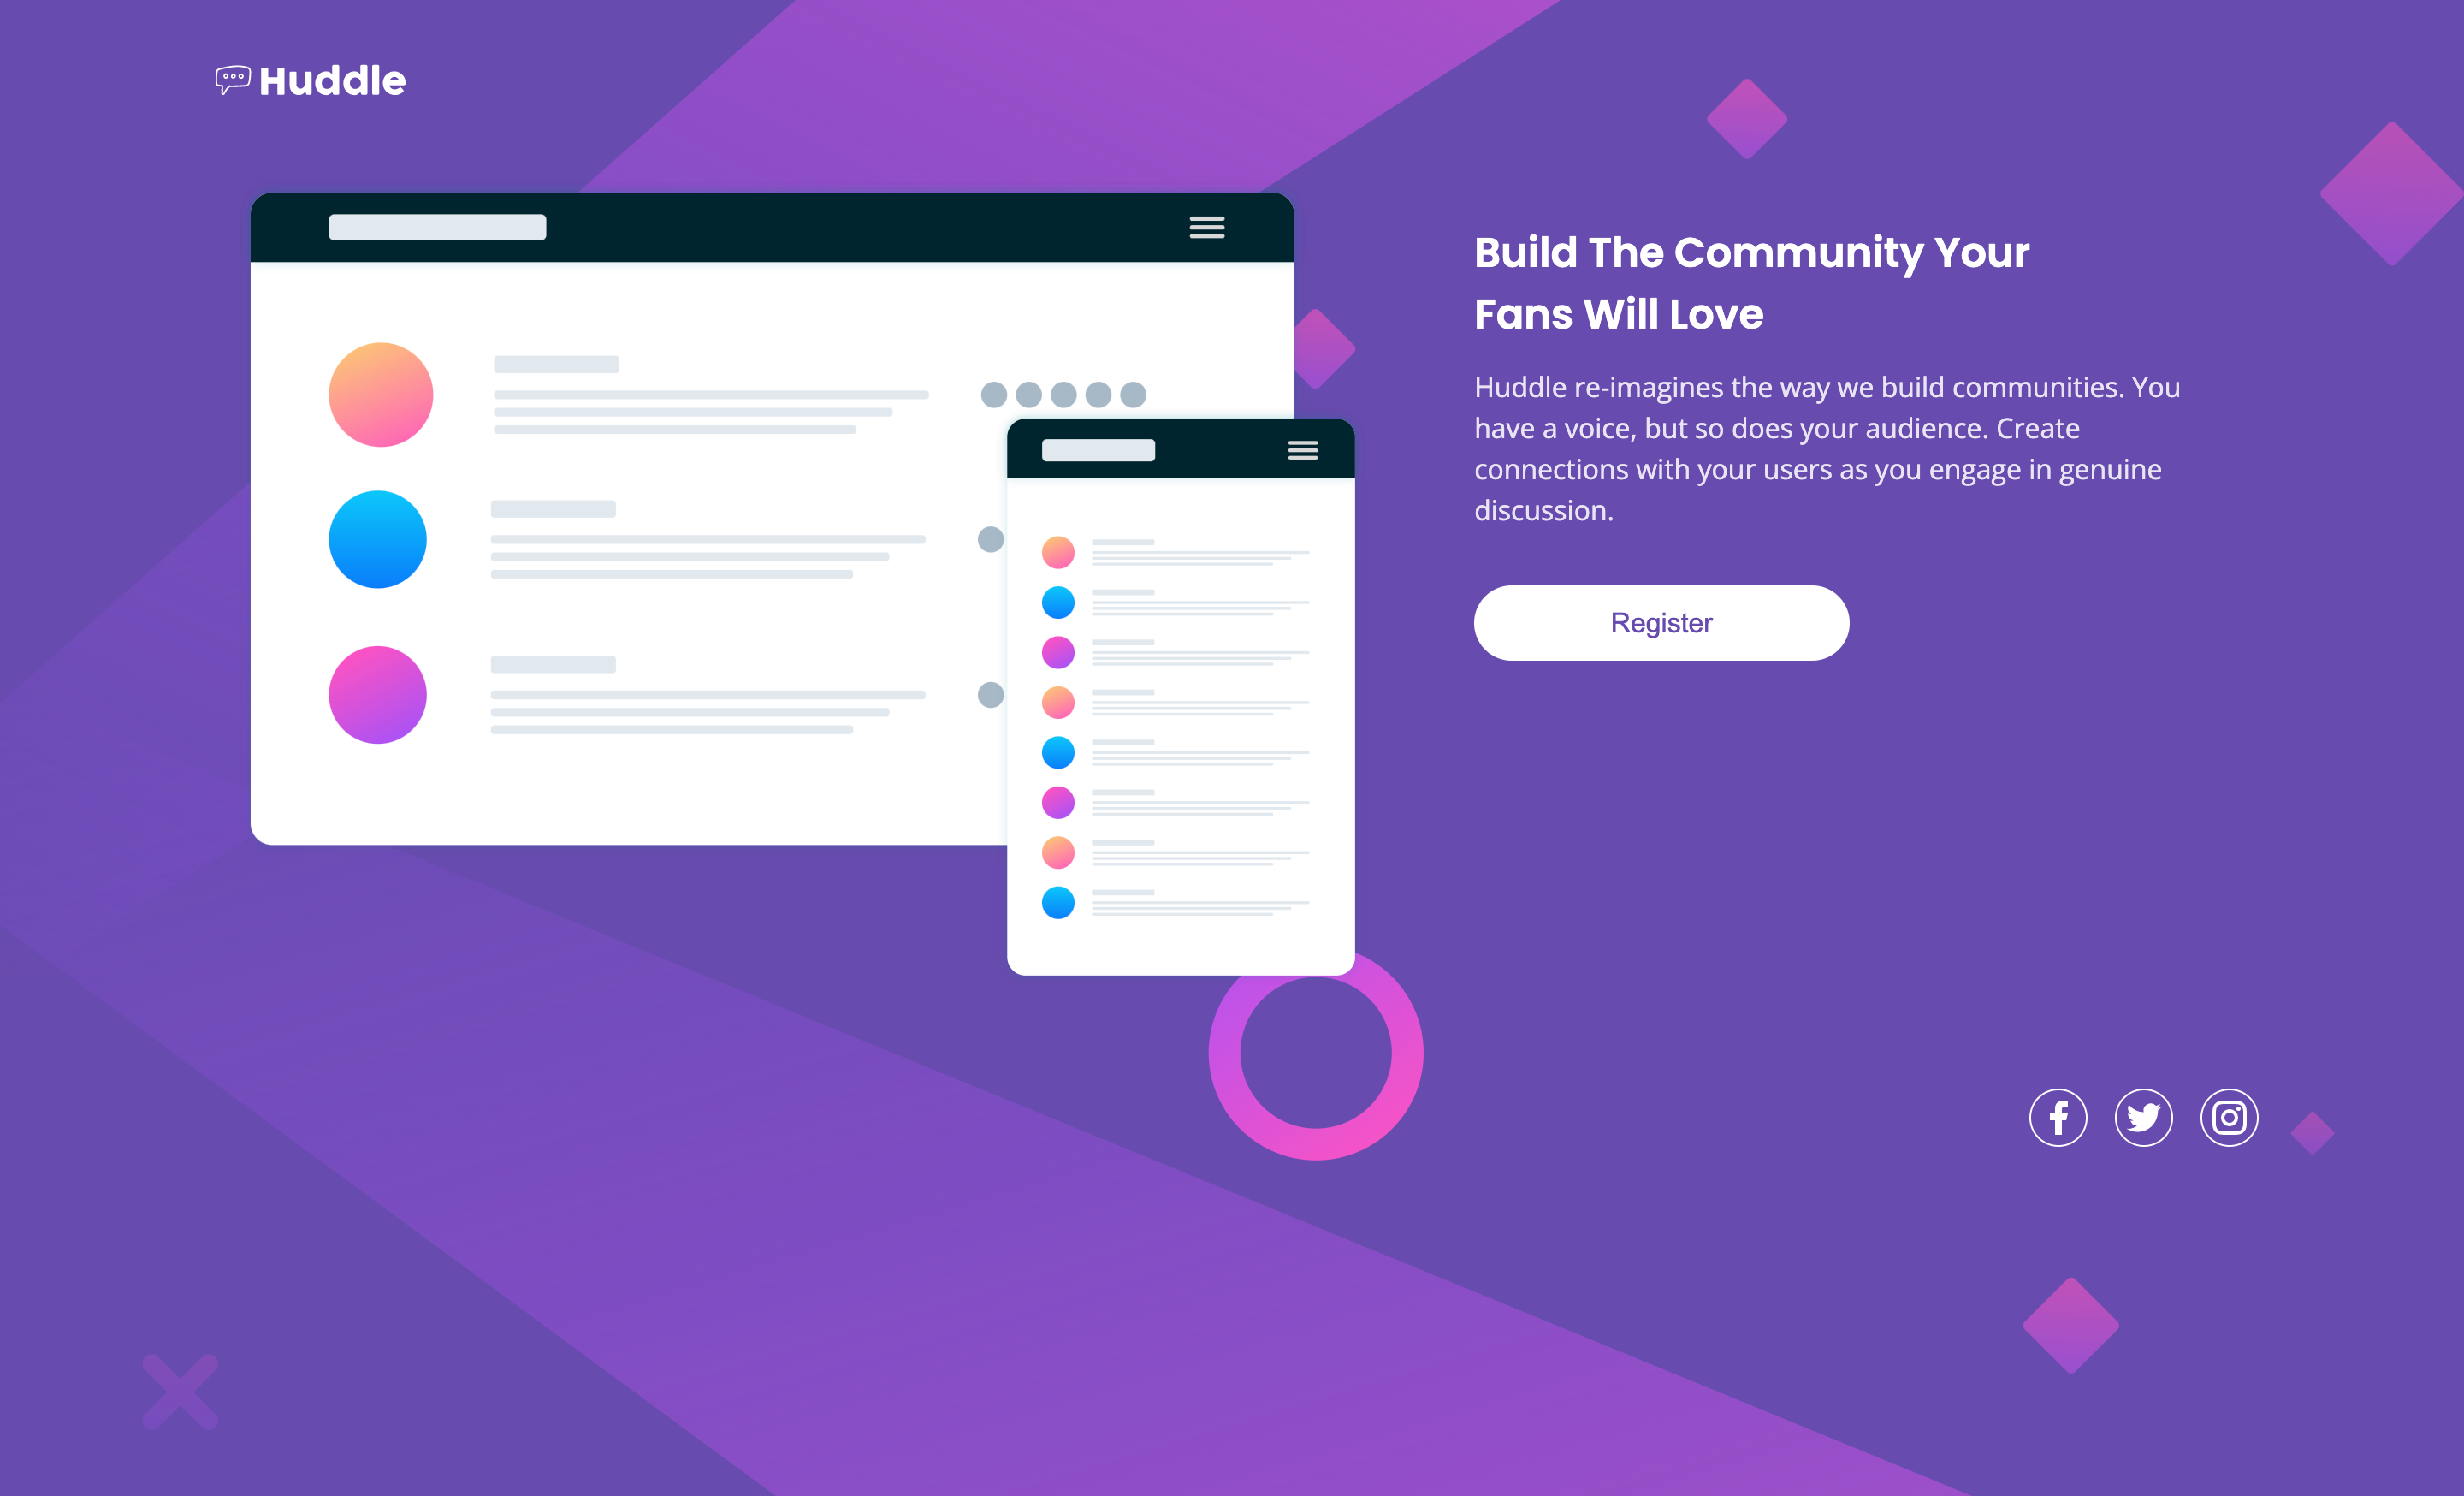 Huddle
Build The Community Your
Fans Will Love
Huddle re-imagines the way we build communities. You
have a voice, but so does your audience. Create
connections with your users as you engage in genuine
discussion.
Register